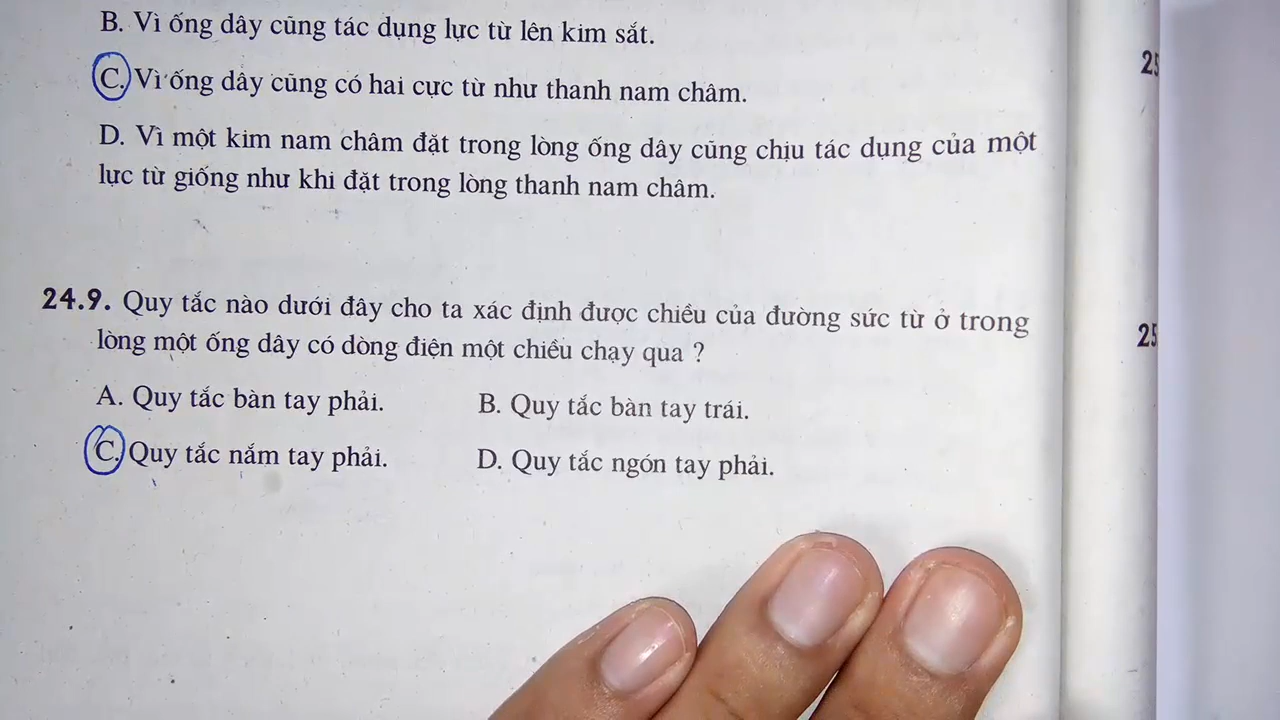 B. Vì ống dây cũng tác dụng lực từ lên kim sắt.
C. Vì ống dây cũng có hai cực từ như thanh nam châm.
D. Vì một kim nam châm đặt trong lòng ống dây cũng chịu tác dụng của một
lực từ giống như khi đặt trong lòng thanh nam châm.
24.9. Quy tắc nào dưới đây cho ta xác định được chiều của đường sức từ ở trong
lòng một ống dây có dòng điện một chiều chạy qua ?
A. Quy tắc bàn tay phải. B. Quy tắc bàn tay trái.
C. Quy tắc nắm tay phải. D. Quy tắc ngón tay phải.
25
25